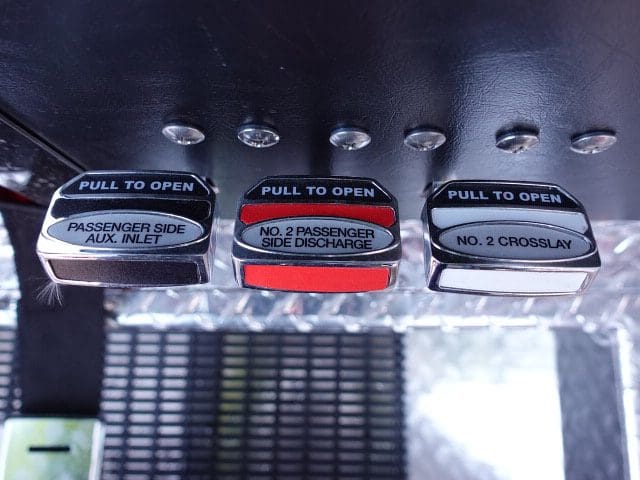 PULL TO OPEN
PASSENGER SIDE
AUX. INLET
PULL TO OPEN
NO. 2 PASSENGER
SIDE DISCHARGE
PULL TO OPEN
NO. 2 CROSSLAY